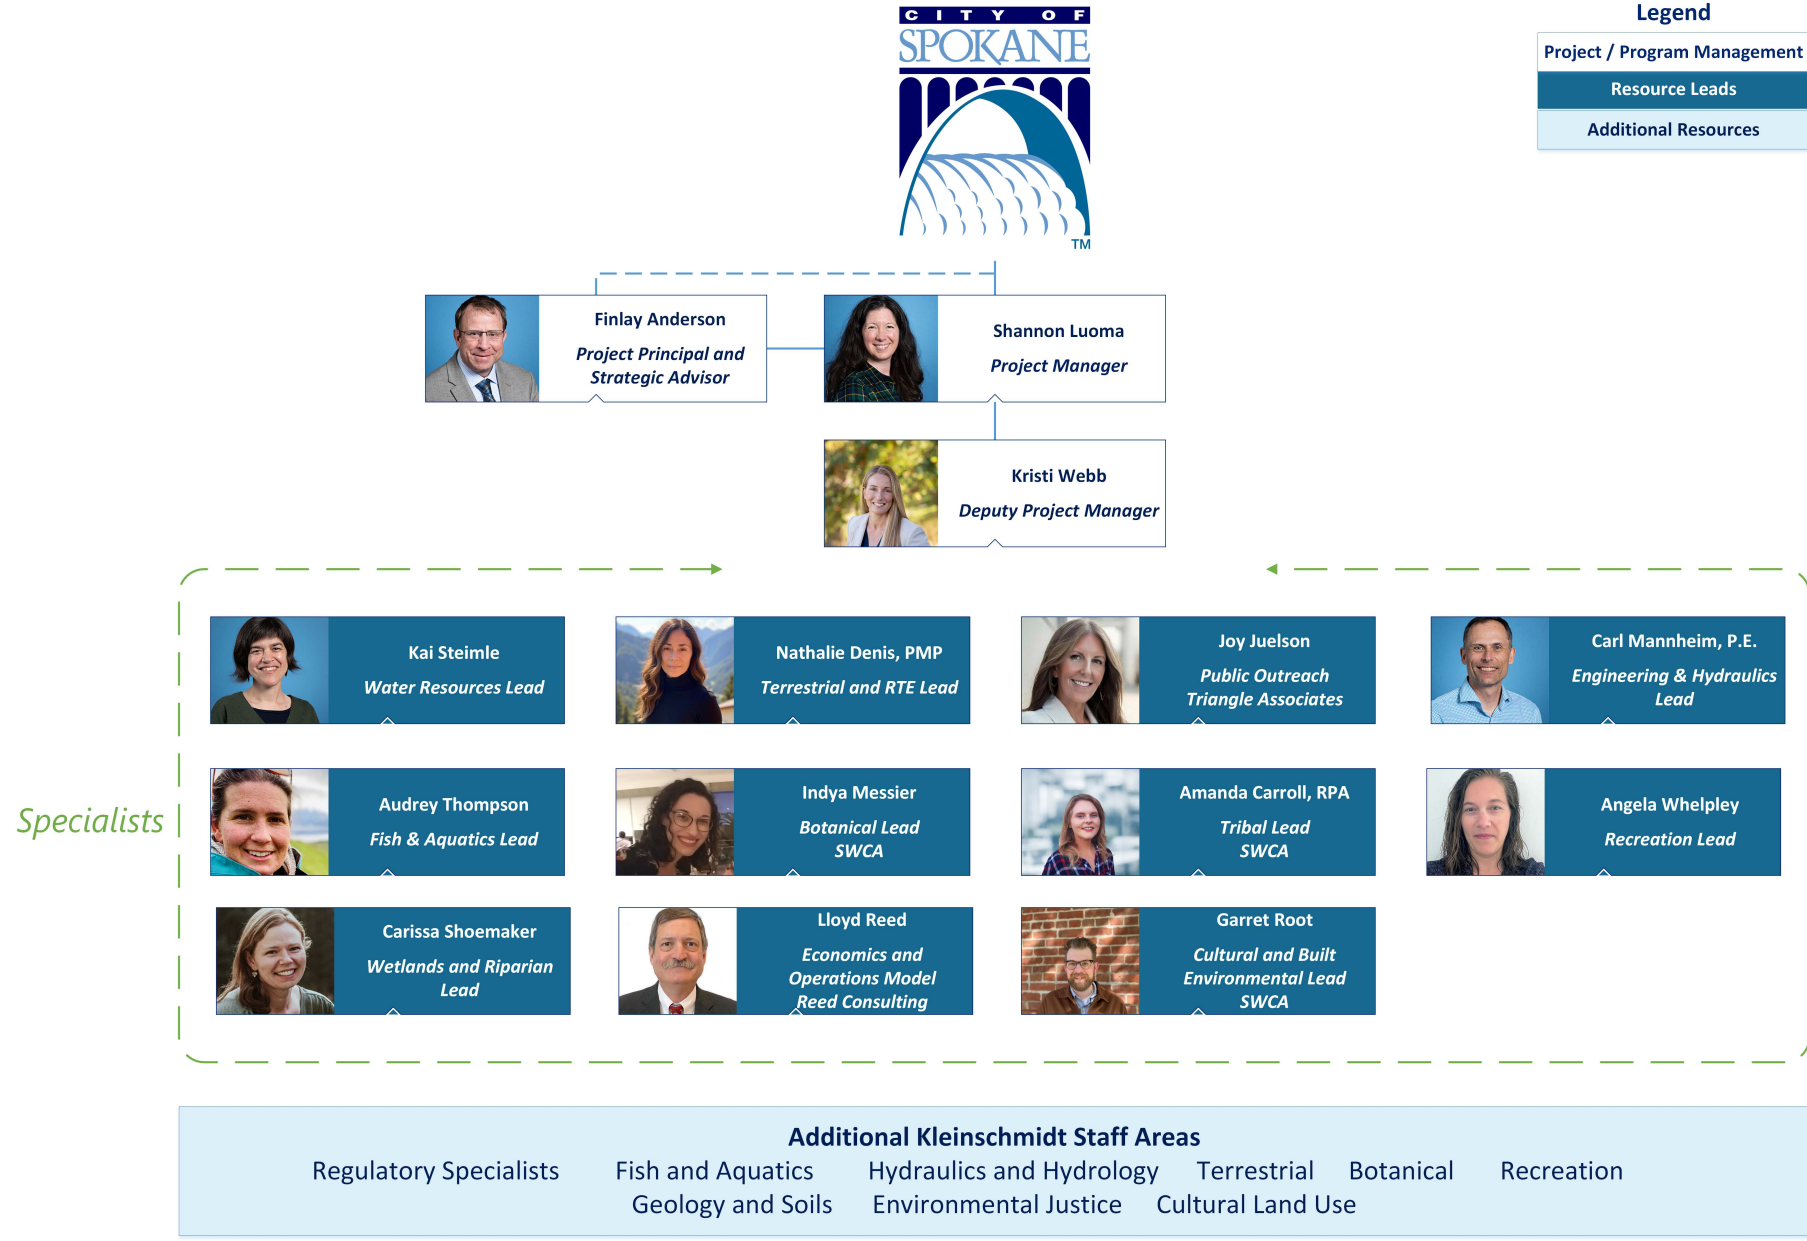 CITY OF
SPOKANE
TM
Legend
Project / Program Management
Resource Leads
Additional Resources
Finlay Anderson
Project Principal and
Strategic Advisor
Shannon Luoma
Project Manager
Kristi Webb
Deputy Project Manager
Specialists
Kai Steimle
Water Resources Lead
Nathalie Denis, PMP
Terrestrial and RTE Lead
Joy Juelson
Public Outreach
Triangle Associates
Carl Mannheim, P.E.
Engineering & Hydraulics
Lead
Audrey Thompson
Fish & Aquatics Lead
Indya Messier
Botanical Lead
SWCA
Amanda Carroll, RPA
Tribal Lead
SWCA
Angela Whelpley
Recreation Lead
Carissa Shoemaker
Wetlands and Riparian
Lead
Lloyd Reed
Economics and
Operations Model
Reed Consulting
Garret Root
Cultural and Built
Environmental Lead
SWCA
Additional Kleinschmidt Staff Areas
Regulatory Specialists Fish and Aquatics Hydraulics and Hydrology Terrestrial Botanical Recreation
Geology and Soils Environmental Justice Cultural Land Use